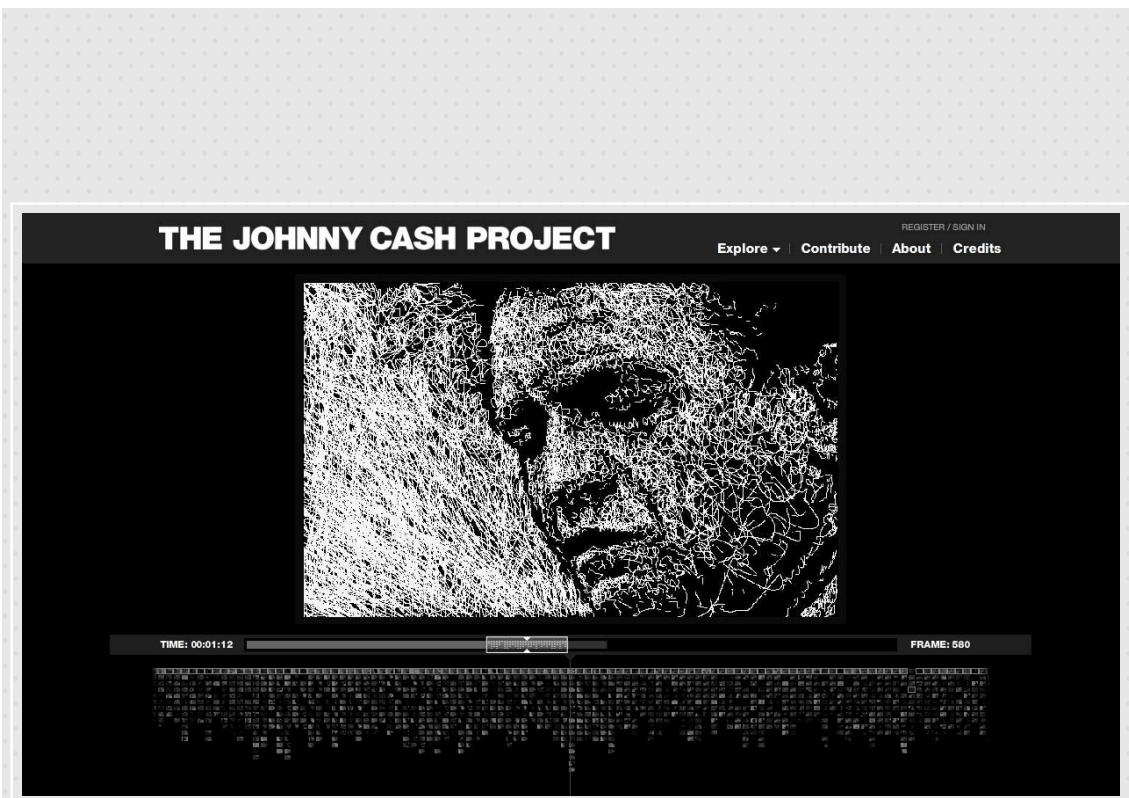 THE JOHNNY CASH PROJECT
REGISTER / SIGN IN
Explore
Contribute
About
Credits
TIME: 00:01:12
FRAME: 580